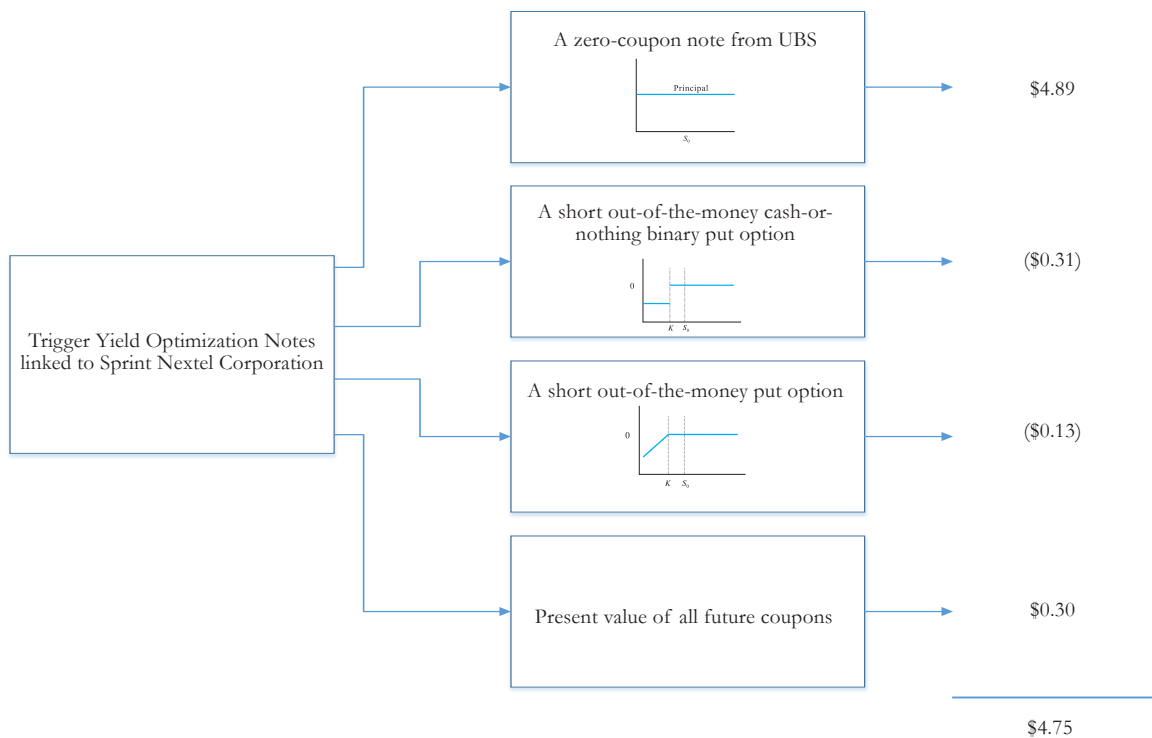 A zero-coupon note from UBS
Principal
S₀
$4.89
A short out-of-the-money cash-or-
nothing binary put option
0
K S₀
($0.31)
Trigger Yield Optimization Notes
linked to Sprint Nextel Corporation
A short out-of-the-money put option
0
K S₀
($0.13)
Present value of all future coupons
$0.30
$4.75